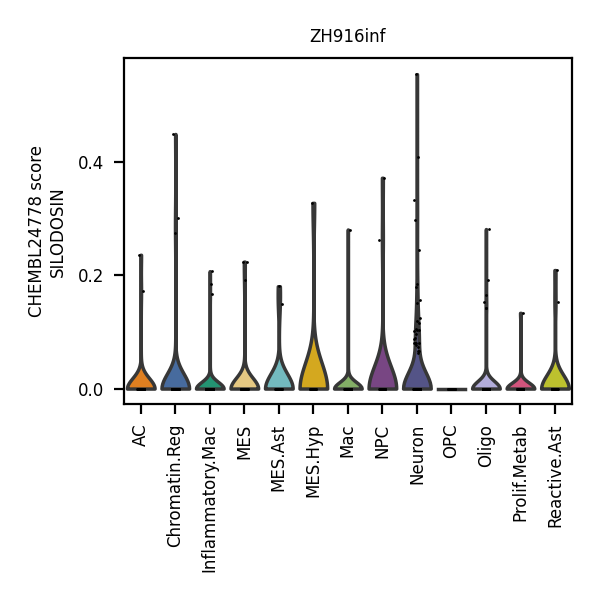 ZH916inf
CHEMBL24778 score
SILODOSIN
0.4
0.2
0.0
AC
Chromatin.Reg
Inflammatory.Mac
MES
MES.Ast
MES.Hyp
Mac
NPC
Neuron
OPC
Oligo
Prolif.Metab
Reactive.Ast